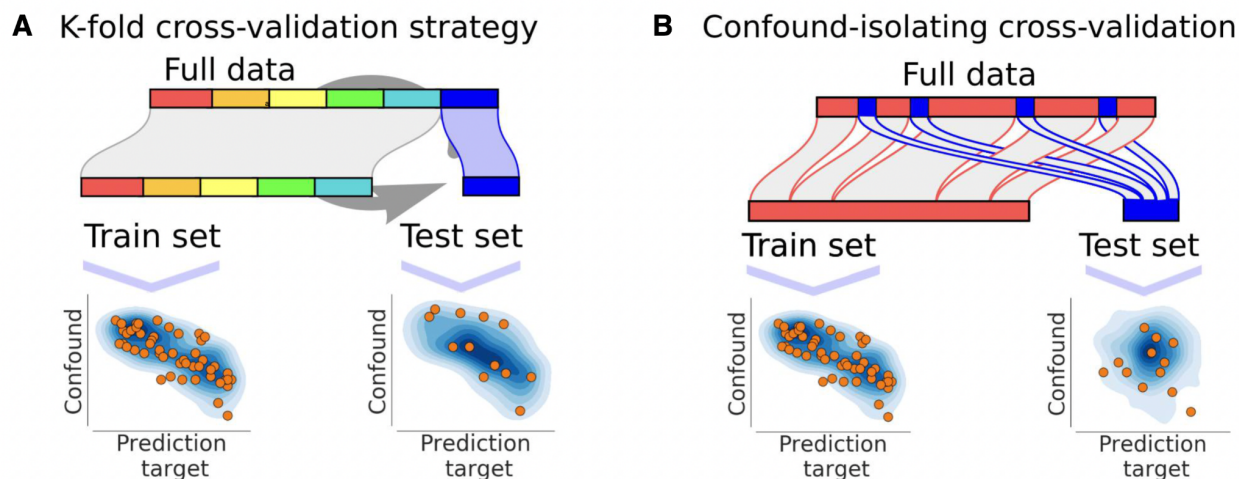 A K-fold cross-validation strategy
Full data
Train set
Test set
Confound
Prediction
target
Confound
Prediction
target
B Confound-isolating cross-validation
Full data
Train set
Test set
Confound
Prediction
target
Confound
Prediction
target